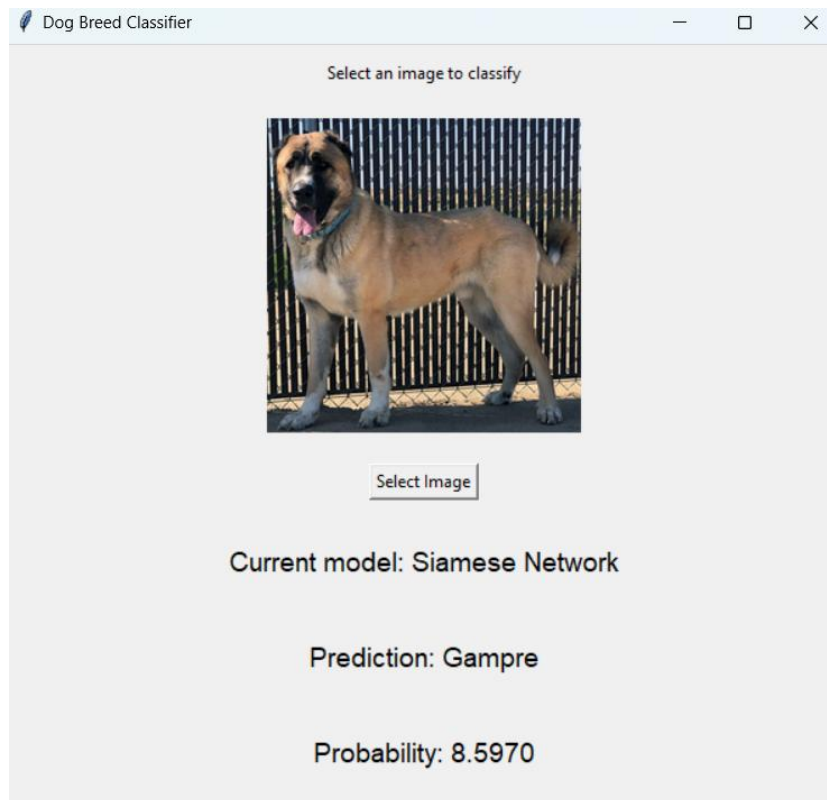 Dog Breed Classifier
Select an image to classify
Select Image
Current model: Siamese Network
Prediction: Gampre
Probability: 8.5970